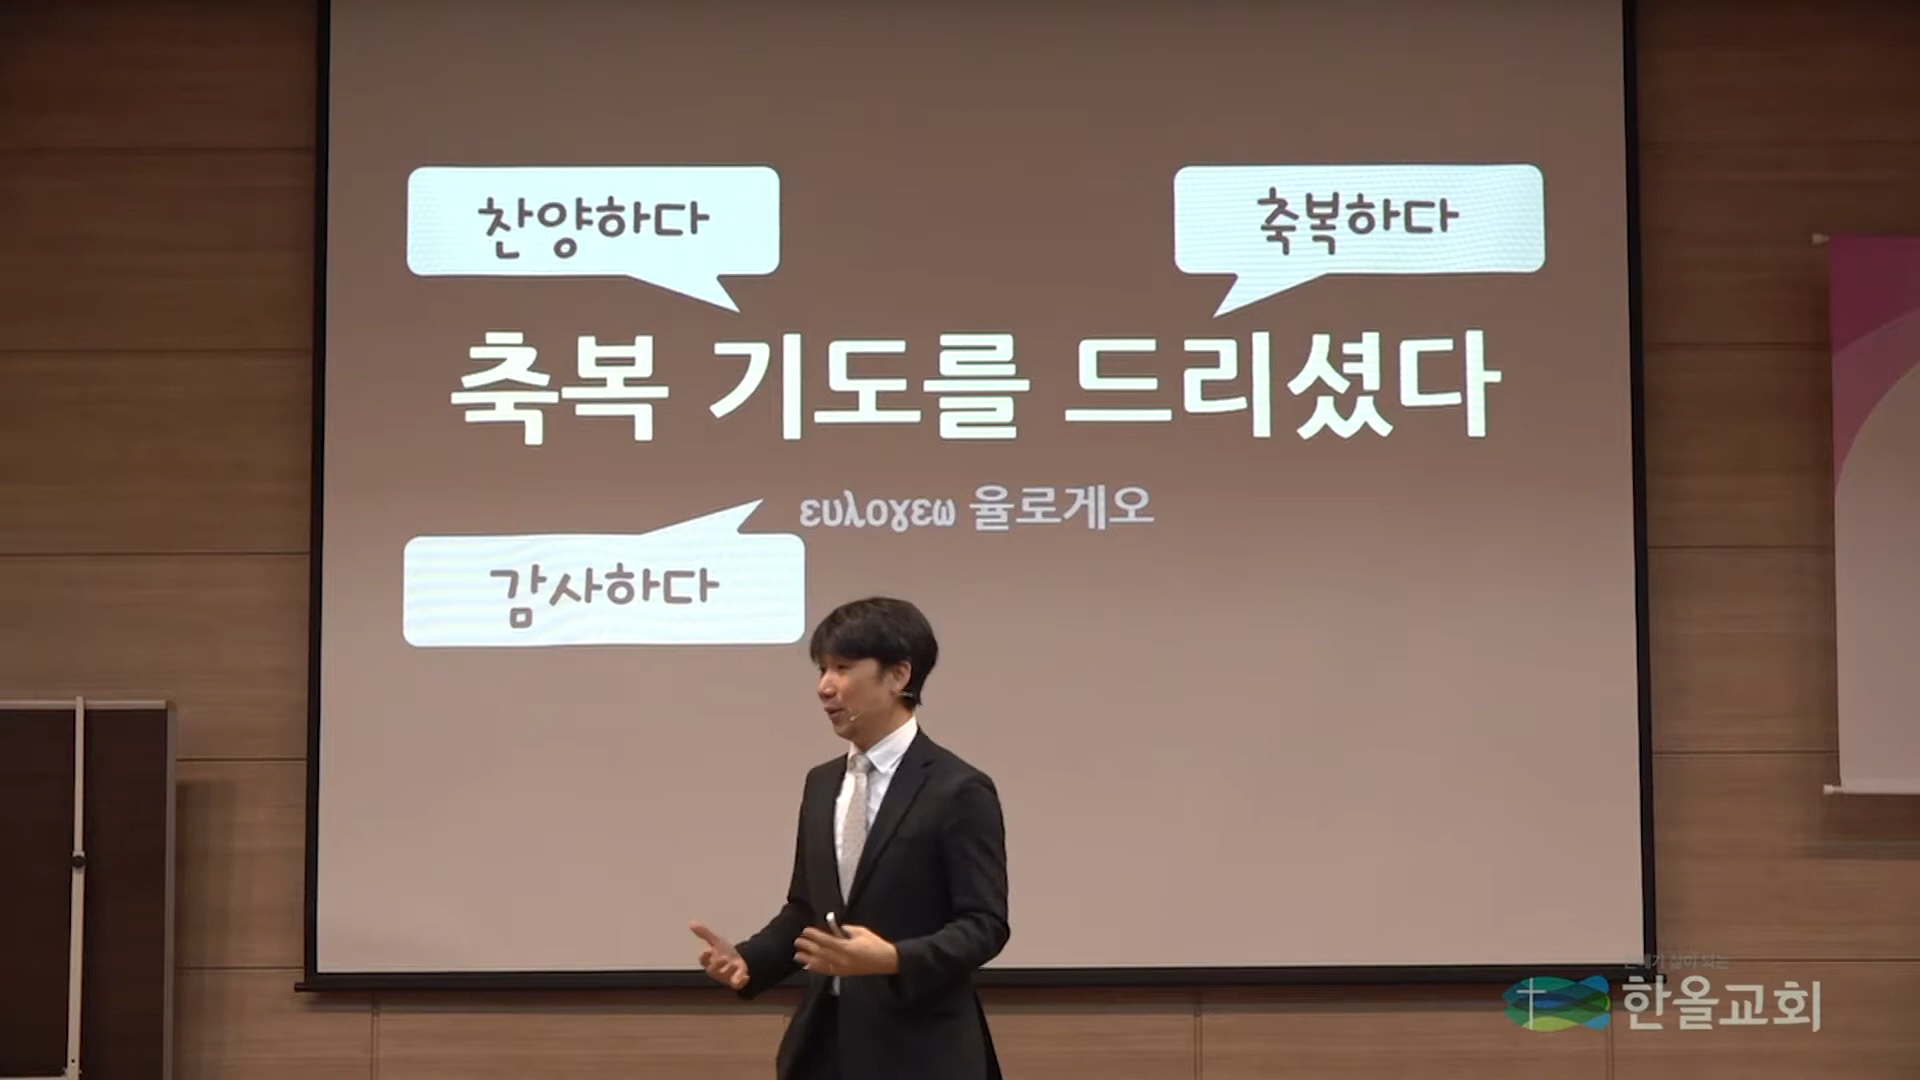 찬양하다
축복하다
축복 기도를 드리셨다
ευλογεω 율로게오
감사하다
한올교회